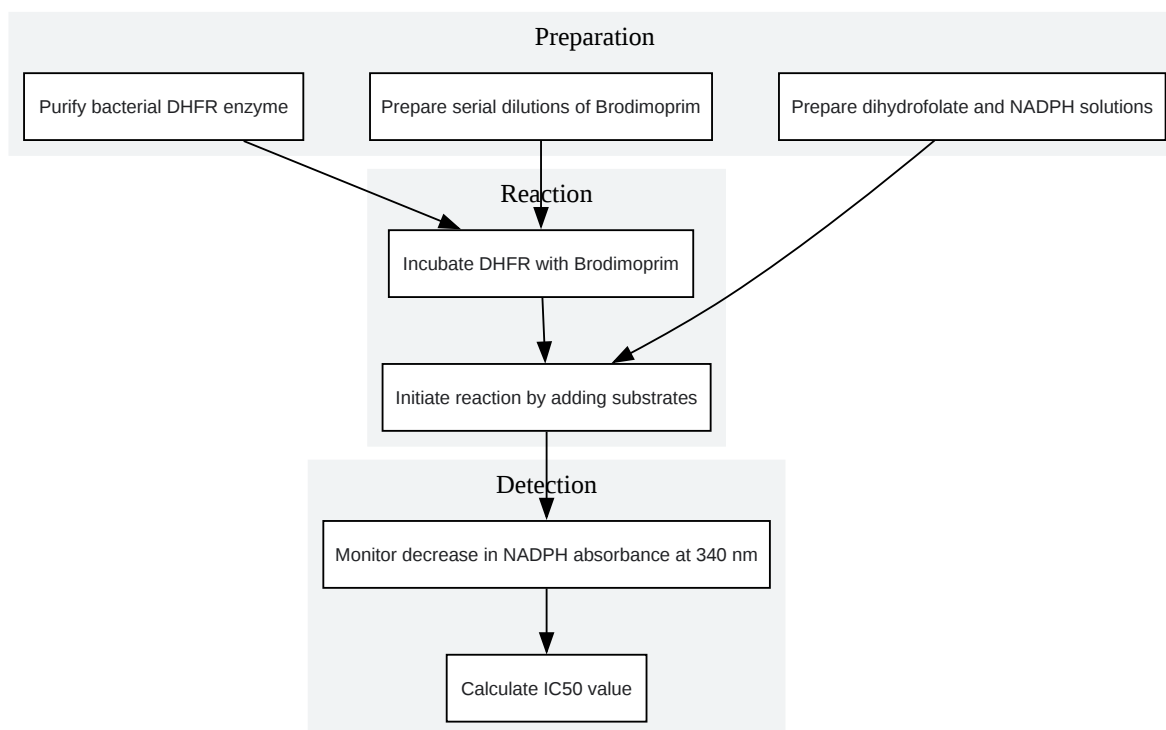 Preparation
Purify bacterial DHFR enzyme
Prepare serial dilutions of Brodimoprim
Prepare dihydrofolate and NADPH solutions
Reaction
Incubate DHFR with Brodimoprim
Initiate reaction by adding substrates
Detection
Monitor decrease in NADPH absorbance at 340 nm
Calculate IC50 value